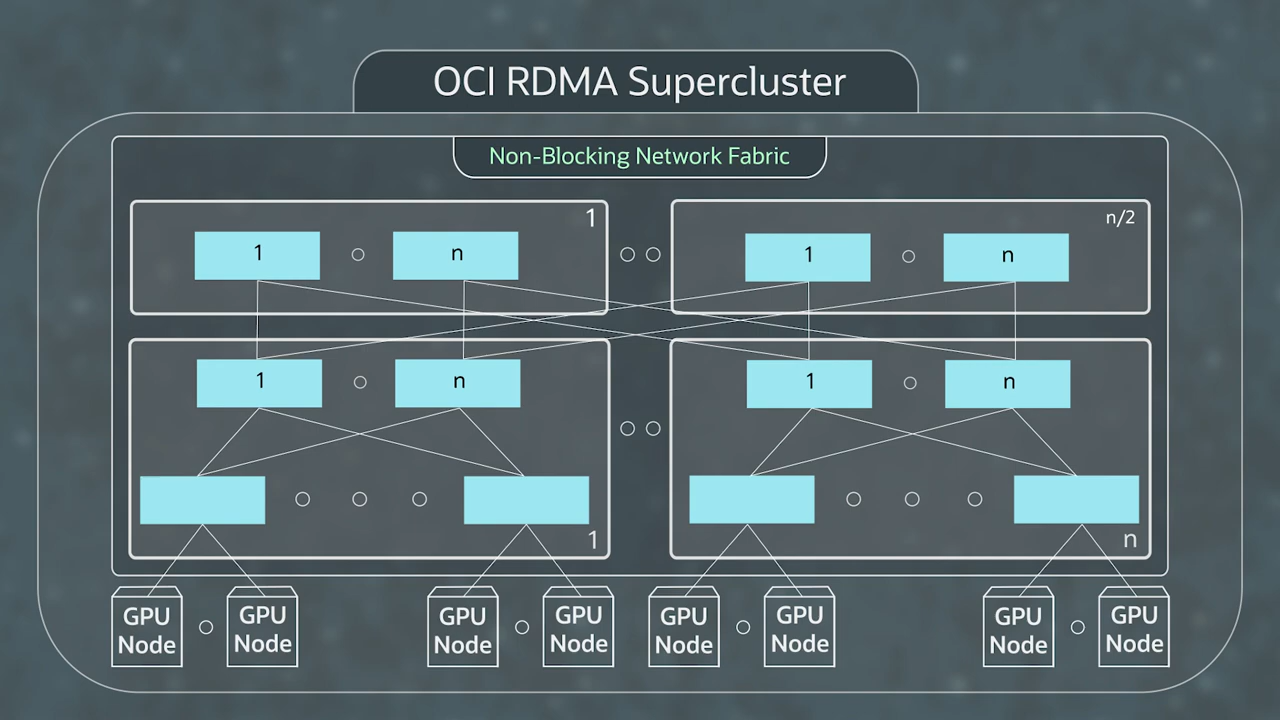 OCI RDMA Supercluster
Non-Blocking Network Fabric
1
n/2
1
n
1
n
1
n
1
n
1
n
GPU
Node
GPU
Node
GPU
Node
GPU
Node
GPU
Node
GPU
Node
GPU
Node
GPU
Node